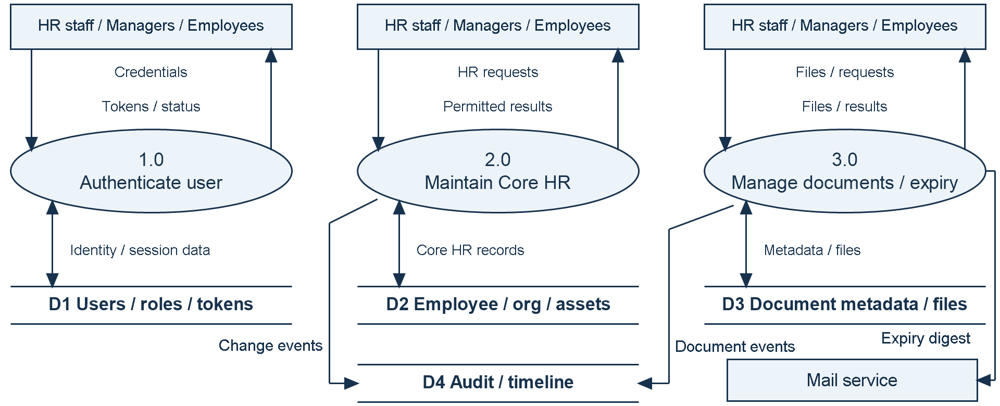 HR staff / Managers / Employees
HR staff / Managers / Employees
HR staff / Managers / Employees
Credentials
HR requests
Files / requests
Tokens / status
Permitted results
Files / results
1.0
Authenticate user
2.0
Maintain Core HR
3.0
Manage documents / expiry
Identity / session data
Core HR records
Metadata / files
D1 Users / roles / tokens
D2 Employee / org / assets
D3 Document metadata / files
Change events
Document events
Expiry digest
D4 Audit / timeline
Mail service